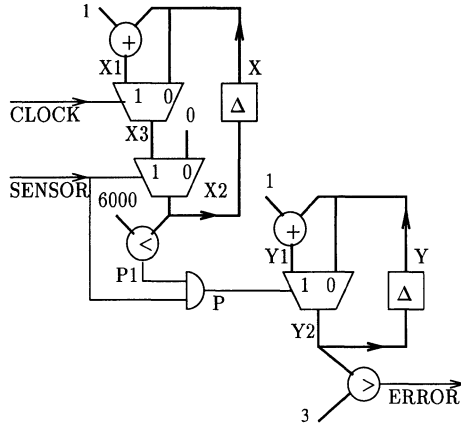 1
+
X1
X
1 0
Δ
CLOCK
0
X3
1 0
SENSOR
X2
6000
1
<
+
Y1
Y
P1
P
1 0
Δ
Y2
>
ERROR
3